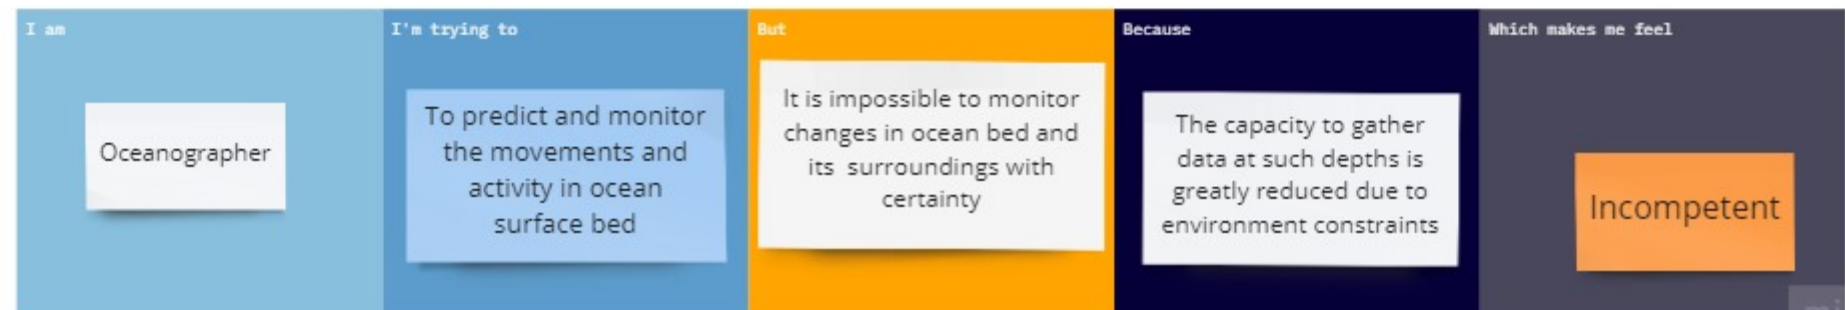 I am
Oceanographer
I'm trying to
To predict and monitor
the movements and
activity in ocean
surface bed
But
It is impossible to monitor
changes in ocean bed and
its surroundings with
certainty
Because
The capacity to gather
data at such depths is
greatly reduced due to
environment constraints
Which makes me feel
Incompetent